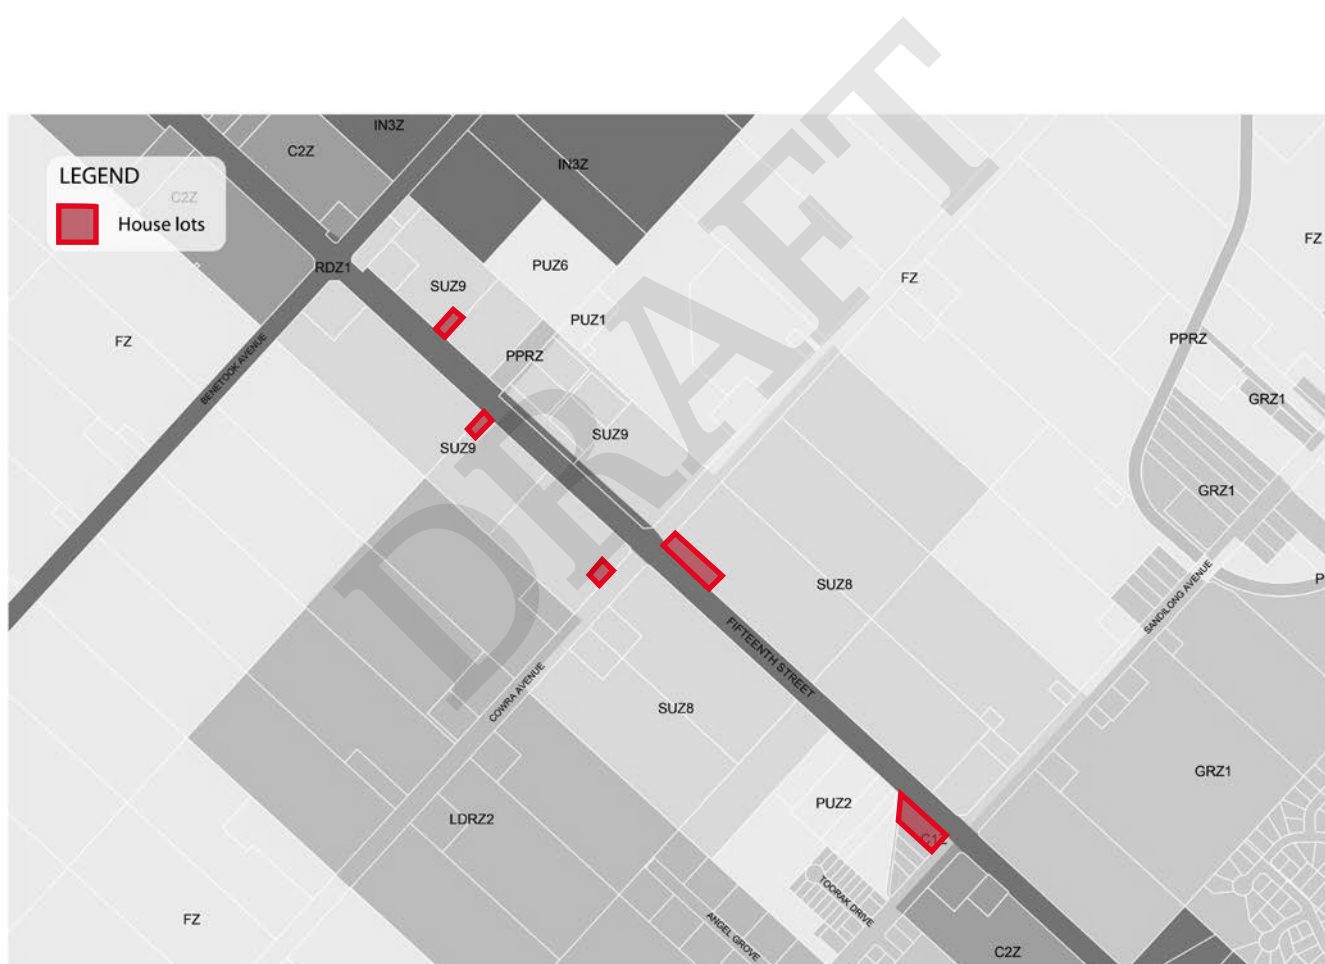 IN3Z
C2Z
IN3Z
LEGEND
C2Z
House lots
FZ
PUZ6
RDZ1
FZ
SUZ9
PUZ1
FZ
PPRZ
BENETOOK AVENUE
PPRZ
GRZ1
SUZ9
SUZ9
GRZ1
DRAFT
SUZ8
P
SANDILONG AVENUE
FIFTEENTH STREET
COWRA AVENUE
SUZ8
GRZ1
PUZ2
LDRZ2
TOORAK DRIVE
FZ
ANGEL GROVE
C2Z